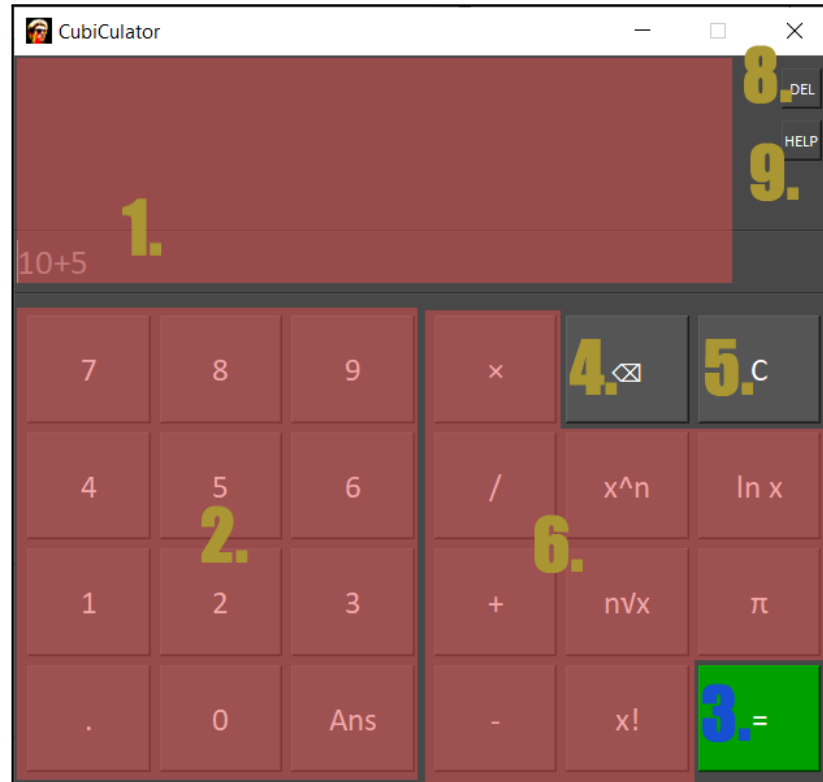 CubiCulator
8. DEL
HELP
9.
1.
10+5
7 8 9 × 4. ⌫ 5. C
4 5 6 / x^n ln x
2. 6.
1 2 3 + n√x π
. 0 Ans - x! 3. =